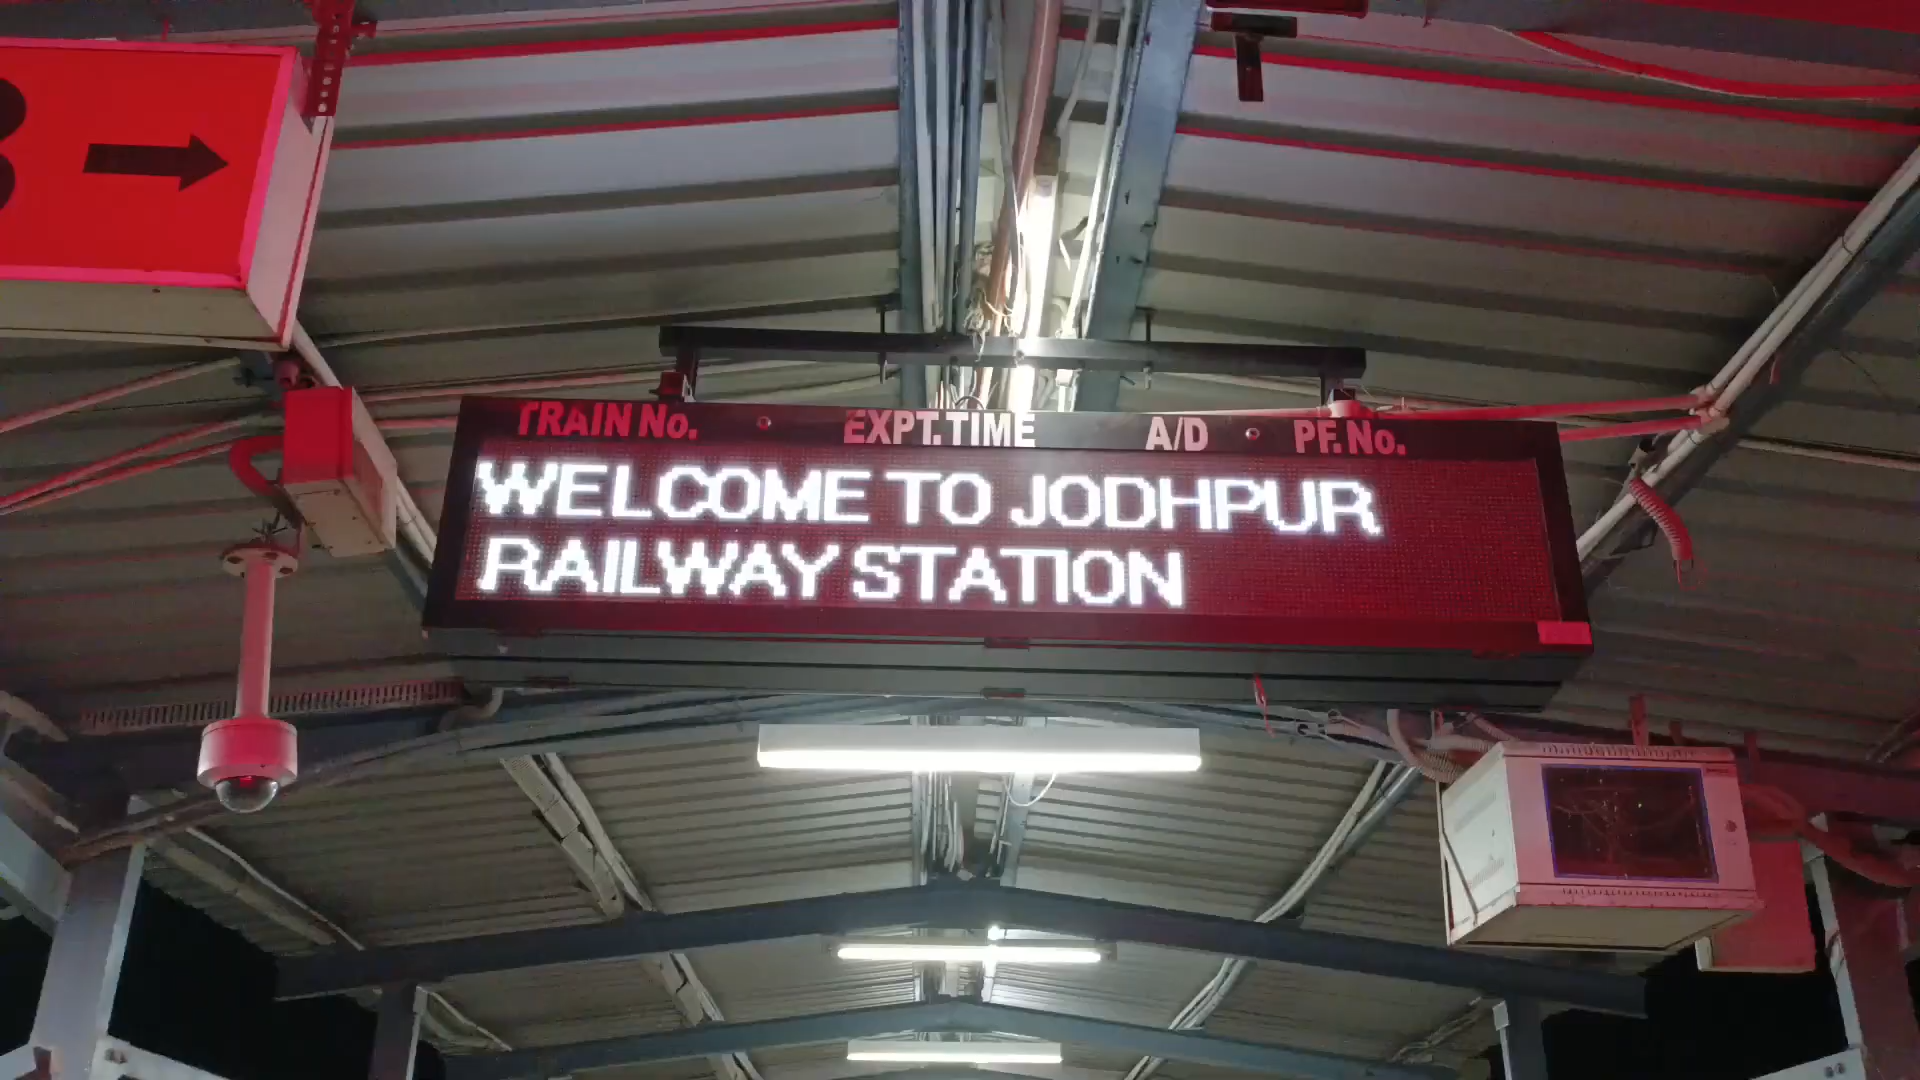 TRAIN No. EXPT.TIME A/D PF.No.
WELCOME TO JODHPUR
RAILWAY STATION